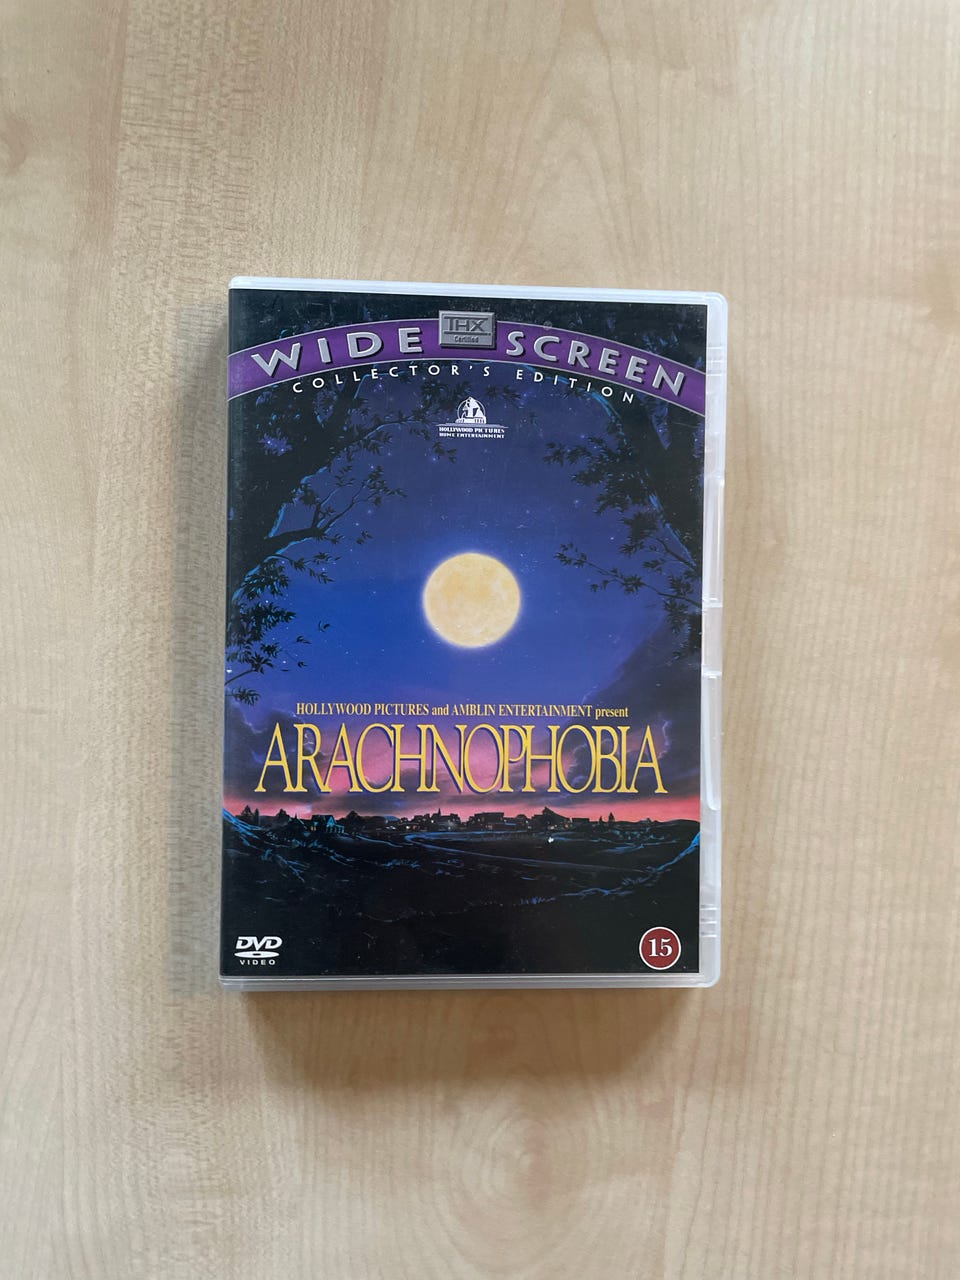 WIDE THX SCREEN
Certified
COLLECTOR'S EDITION
HOLLYWOOD PICTURES
HOME ENTERTAINMENT
HOLLYWOOD PICTURES and AMBLIN ENTERTAINMENT present
ARACHNOPHOBIA
DVD
VIDEO
15